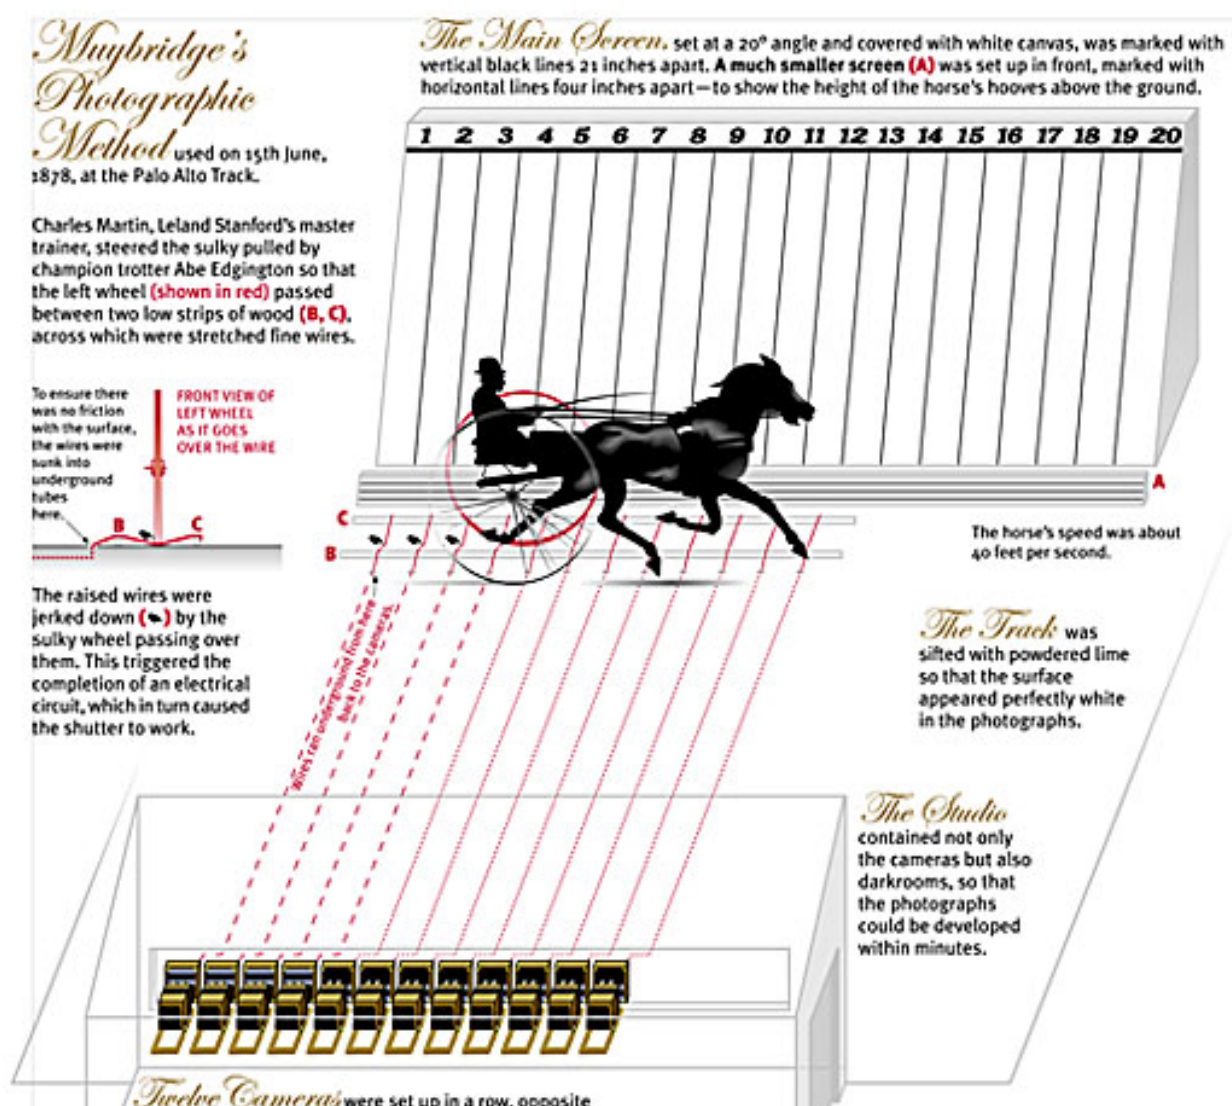 Muybridge's
Photographic
Method used on 15th June,
1878, at the Palo Alto Track.
Charles Martin, Leland Stanford's master
trainer, steered the sulky pulled by
champion trotter Abe Edgington so that
the left wheel (shown in red) passed
between two low strips of wood (B, C),
across which were stretched fine wires.
The Main Screen, set at a 20° angle and covered with white canvas, was marked with
vertical black lines 21 inches apart. A much smaller screen (A) was set up in front, marked with
horizontal lines four inches apart—to show the height of the horse's hooves above the ground.
1 2 3 4 5 6 7 8 9 10 11 12 13 14 15 16 17 18 19 20
To ensure there
was no friction
with the surface,
the wires were
sunk into
underground
tubes
here.
FRONT VIEW OF
LEFT WHEEL
AS IT GOES
OVER THE WIRE
B
C
The raised wires were
jerked down ( ) by the
sulky wheel passing over
them. This triggered the
completion of an electrical
circuit, which in turn caused
the shutter to work.
A
C
B
The horse's speed was about
40 feet per second.
Wires ran underground from here
back to the cameras.
The Track was
sifted with powdered lime
so that the surface
appeared perfectly white
in the photographs.
The Studio
contained not only
the cameras but also
darkrooms, so that
the photographs
could be developed
within minutes.
Twelve Cameras were set up in a row, opposite